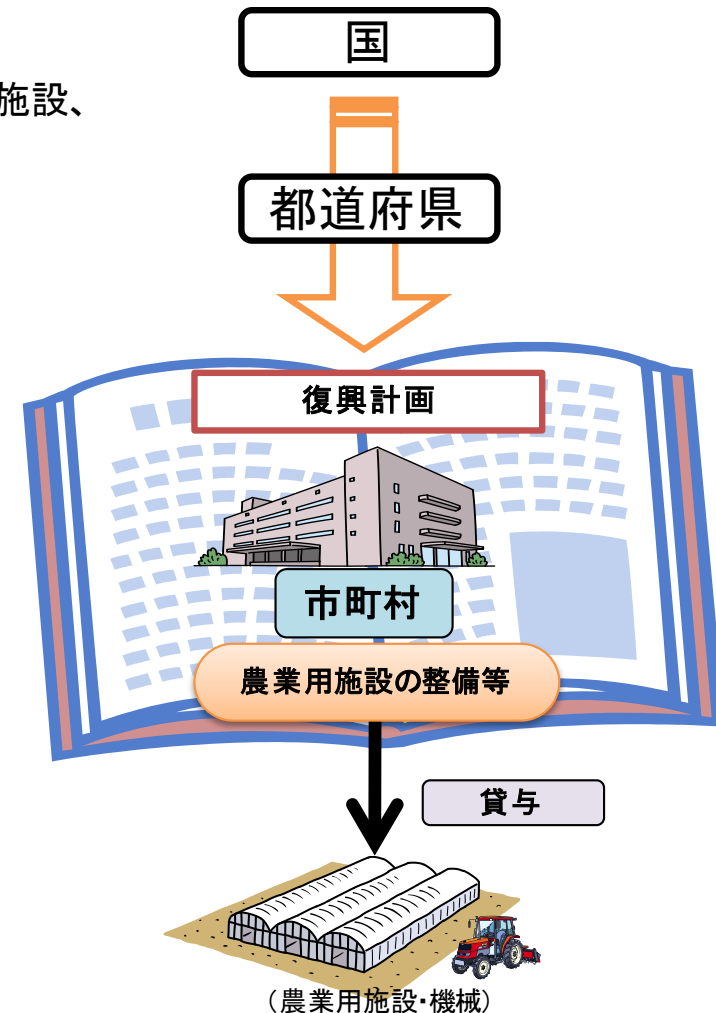 国
施設、
都道府県
復興計画
市町村
農業用施設の整備等
貸与
（農業用施設・機械）